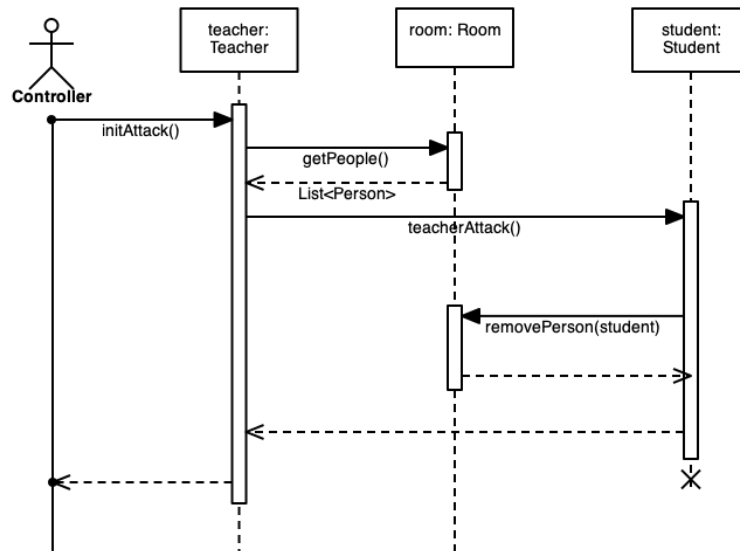 teacher:
Teacher
room: Room
student:
Student
Controller
initAttack()
getPeople()
List<Person>
teacherAttack()
removePerson(student)